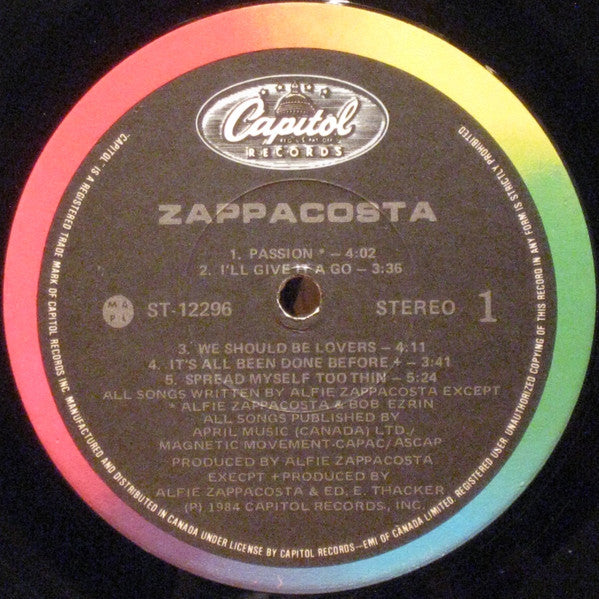 Capitol
REG. U.S. PAT. OFF.
RECORDS
ZAPPACOSTA
1. PASSION * – 4:02
2. I'LL GIVE IT A GO – 3:36
MAPL
ST-12296
STEREO 1
3. WE SHOULD BE LOVERS – 4:11
4. IT'S ALL BEEN DONE BEFORE + – 3:41
5. SPREAD MYSELF TOO THIN – 5:24
ALL SONGS WRITTEN BY ALFIE ZAPPACOSTA EXCEPT
* ALFIE ZAPPACOSTA & BOB. EZRIN
ALL SONGS PUBLISHED BY
APRIL MUSIC (CANADA) LTD./
MAGNETIC MOVEMENT-CAPAC/ASCAP
PRODUCED BY ALFIE ZAPPACOSTA
EXECPT +PRODUCED BY
ALFIE ZAPPACOSTA & ED. E. THACKER
(P) 1984 CAPITOL RECORDS, INC.
"CAPITOL" IS A REGISTERED TRADE MARK OF CAPITOL RECORDS INC. MANUFACTURED AND DISTRIBUTED IN CANADA UNDER LICENSE BY CAPITOL RECORDS—EMI OF CANADA LIMITED. REGISTERED USER. UNAUTHORIZED COPYING OF THIS RECORD IN ANY FORM IS STRICTLY PROHIBITED